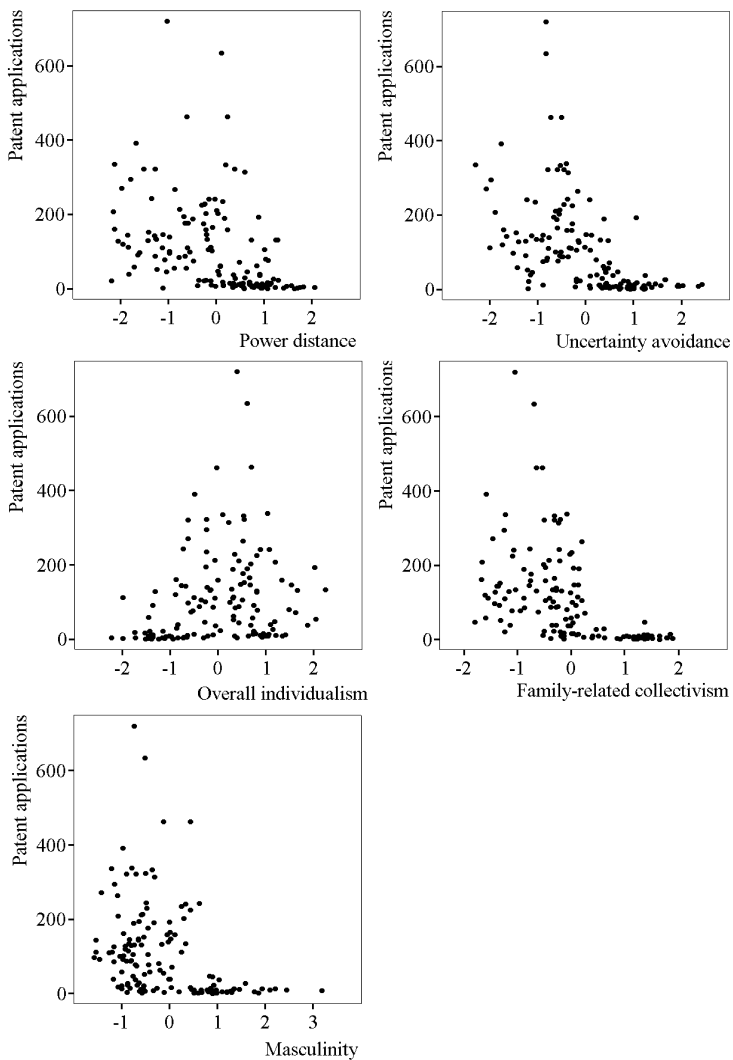 Patent applications
600
400
200
0
-2 -1 0 1 2
Power distance
Patent applications
600
400
200
0
-2 -1 0 1 2
Uncertainty avoidance
Patent applications
600
400
200
0
-2 -1 0 1 2
Overall individualism
Patent applications
600
400
200
0
-2 -1 0 1 2
Family-related collectivism
Patent applications
600
400
200
0
-1 0 1 2 3
Masculinity